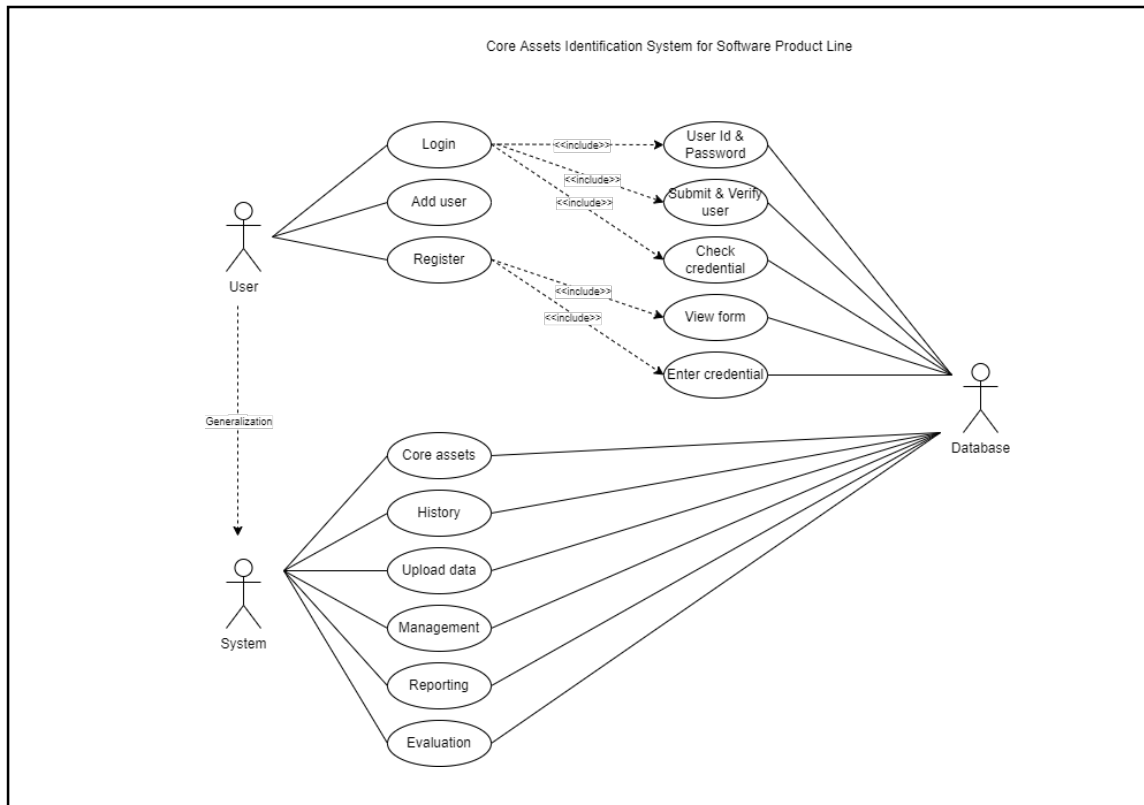 Core Assets Identification System for Software Product Line
Login
<<include>>
User Id &
Password
Add user
<<include>>
Submit & Verify
user
<<include>>
Register
Check
credential
User
<<include>>
View form
<<include>>
Enter credential
Generalization
Database
Core assets
History
Upload data
System
Management
Reporting
Evaluation